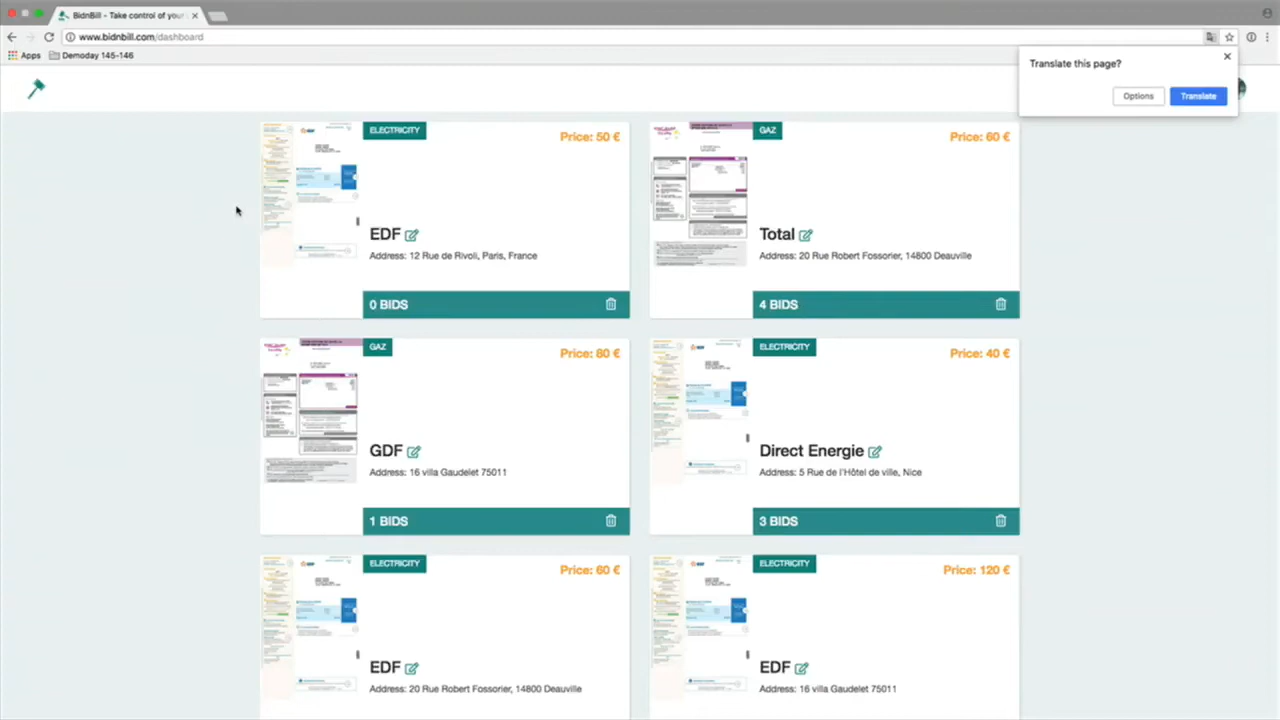 BidnBill - Take control of your
www.bidnbill.com/dashboard
Apps
Demoday 145-146
Translate this page?
Options
Translate
ELECTRICITY
Price: 50 €
EDF
Address: 12 Rue de Rivoli, Paris, France
0 BIDS
GAZ
Price: 60 €
Total
Address: 20 Rue Robert Fossorier, 14800 Deauville
4 BIDS
GAZ
Price: 80 €
GDF
Address: 16 villa Gaudelet 75011
1 BIDS
ELECTRICITY
Price: 40 €
Direct Energie
Address: 5 Rue de l'Hôtel de ville, Nice
3 BIDS
ELECTRICITY
Price: 60 €
EDF
Address: 20 Rue Robert Fossorier, 14800 Deauville
ELECTRICITY
Price: 120 €
EDF
Address: 16 villa Gaudelet 75011